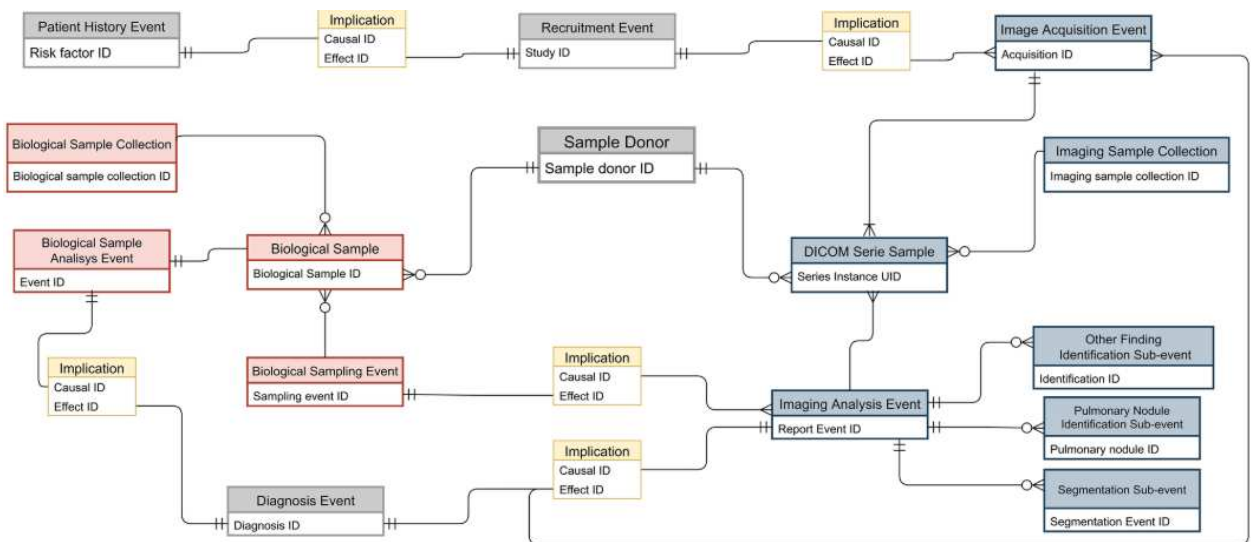 Patient History Event
Risk factor ID
Implication
Causal ID
Effect ID
Recruitment Event
Study ID
Implication
Causal ID
Effect ID
Image Acquisition Event
Acquisition ID
Biological Sample Collection
Biological sample collection ID
Sample Donor
Sample donor ID
Imaging Sample Collection
Imaging sample collection ID
Biological Sample
Analisys Event
Event ID
Biological Sample
Biological Sample ID
DICOM Serie Sample
Series Instance UID
Implication
Causal ID
Effect ID
Biological Sampling Event
Sampling event ID
Implication
Causal ID
Effect ID
Imaging Analysis Event
Report Event ID
Other Finding
Identification Sub-event
Identification ID
Pulmonary Nodule
Identification Sub-event
Pulmonary nodule ID
Implication
Causal ID
Effect ID
Segmentation Sub-event
Segmentation Event ID
Diagnosis Event
Diagnosis ID